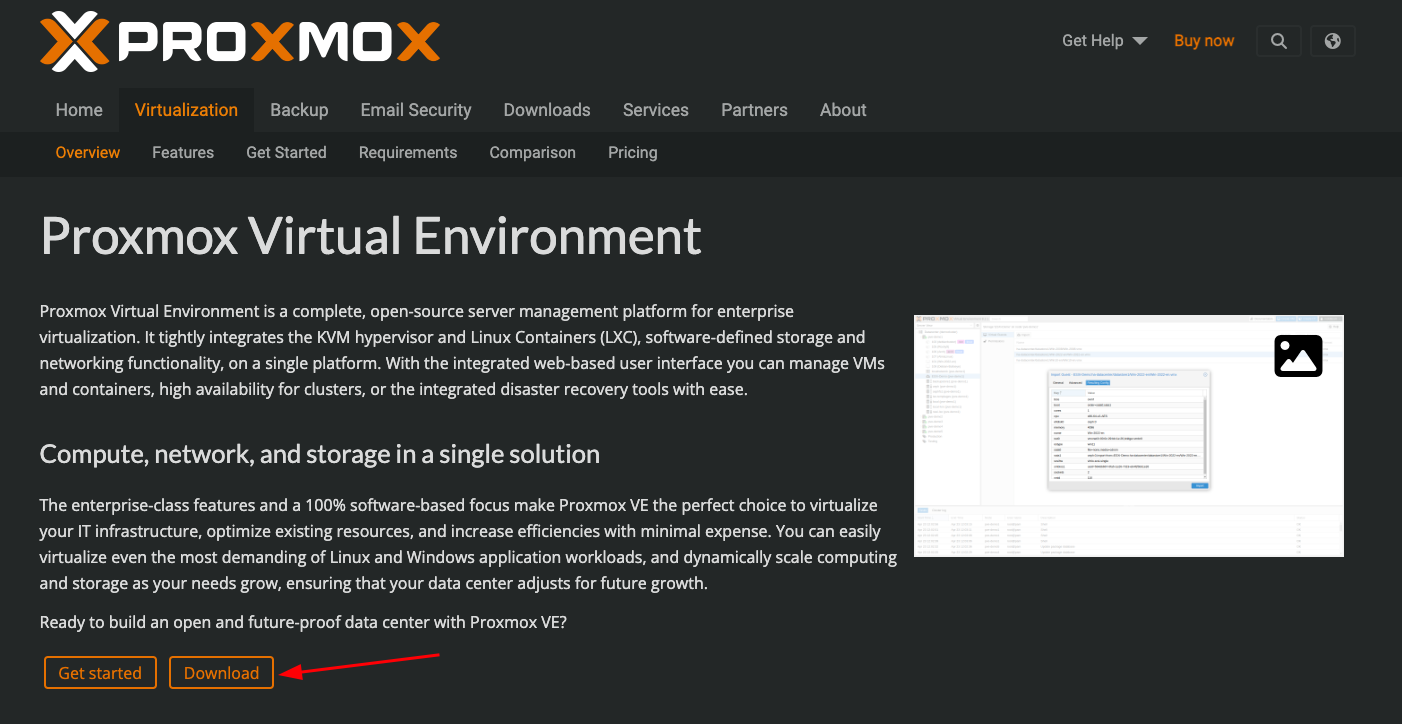 PROXMOX
Get Help
Buy now
Home
Virtualization
Backup
Email Security
Downloads
Services
Partners
About
Overview
Features
Get Started
Requirements
Comparison
Pricing
Proxmox Virtual Environment
Proxmox Virtual Environment is a complete, open-source server management platform for enterprise
virtualization. It tightly integrates the KVM hypervisor and Linux Containers (LXC), software-defined storage and
networking functionality, on a single platform. With the integrated web-based user interface you can manage VMs
and containers, high availability for clusters, or the integrated disaster recovery tools with ease.
Compute, network, and storage in a single solution
The enterprise-class features and a 100% software-based focus make Proxmox VE the perfect choice to virtualize
your IT infrastructure, optimize existing resources, and increase efficiencies with minimal expense. You can easily
virtualize even the most demanding of Linux and Windows application workloads, and dynamically scale computing
and storage as your needs grow, ensuring that your data center adjusts for future growth.
Ready to build an open and future-proof data center with Proxmox VE?
Get started
Download